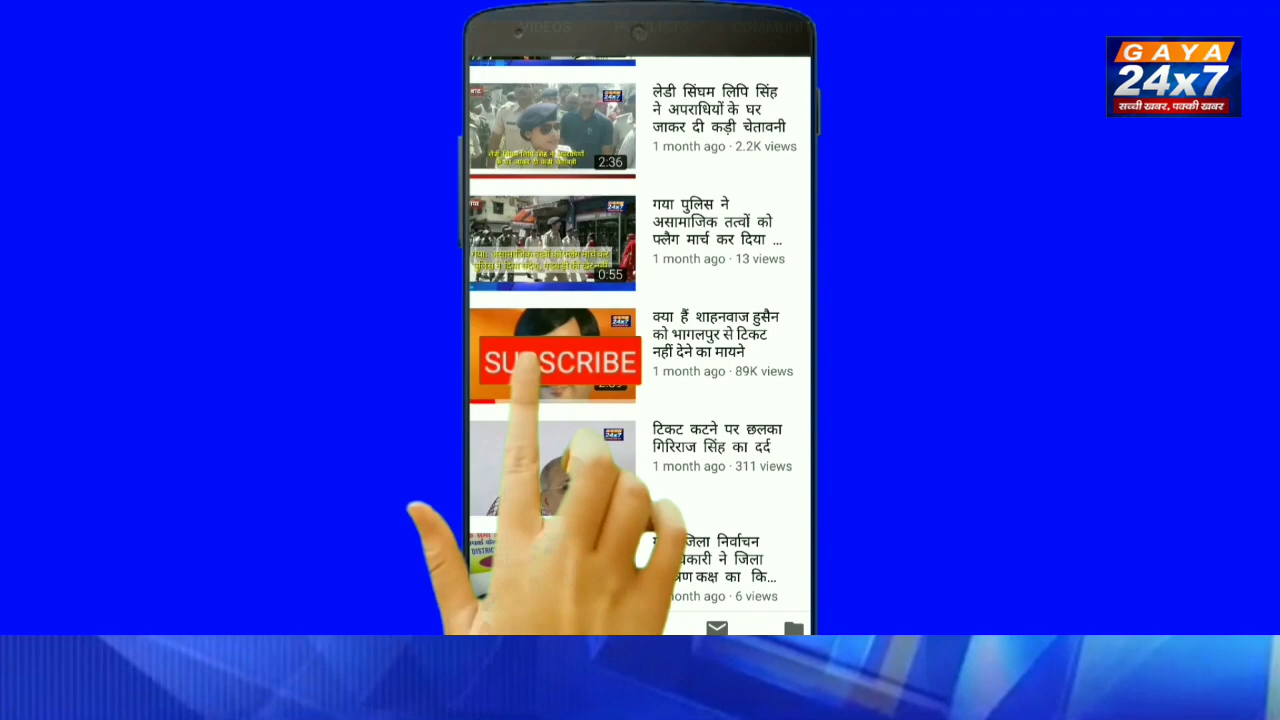 VIDEOS PLAYLISTS COMMUNITY
GAYA
24x7
सच्ची खबर, पक्की खबर
लेडी सिंघम लिपि सिंह
ने अपराधियों के घर
जाकर दी कड़ी चेतावनी
1 month ago · 2.2K views
2:36
गया पुलिस ने
असामाजिक तत्वों को
फ्लैग मार्च कर दिया ...
1 month ago · 13 views
0:55
क्या हैं शाहनवाज हुसैन
को भागलपुर से टिकट
नहीं देने का मायने
1 month ago · 89K views
SUBSCRIBE
टिकट कटने पर छलका
गिरिराज सिंह का दर्द
1 month ago · 311 views
जिला निर्वाचन
ने जिला
कक्ष का कि...
month ago · 6 views